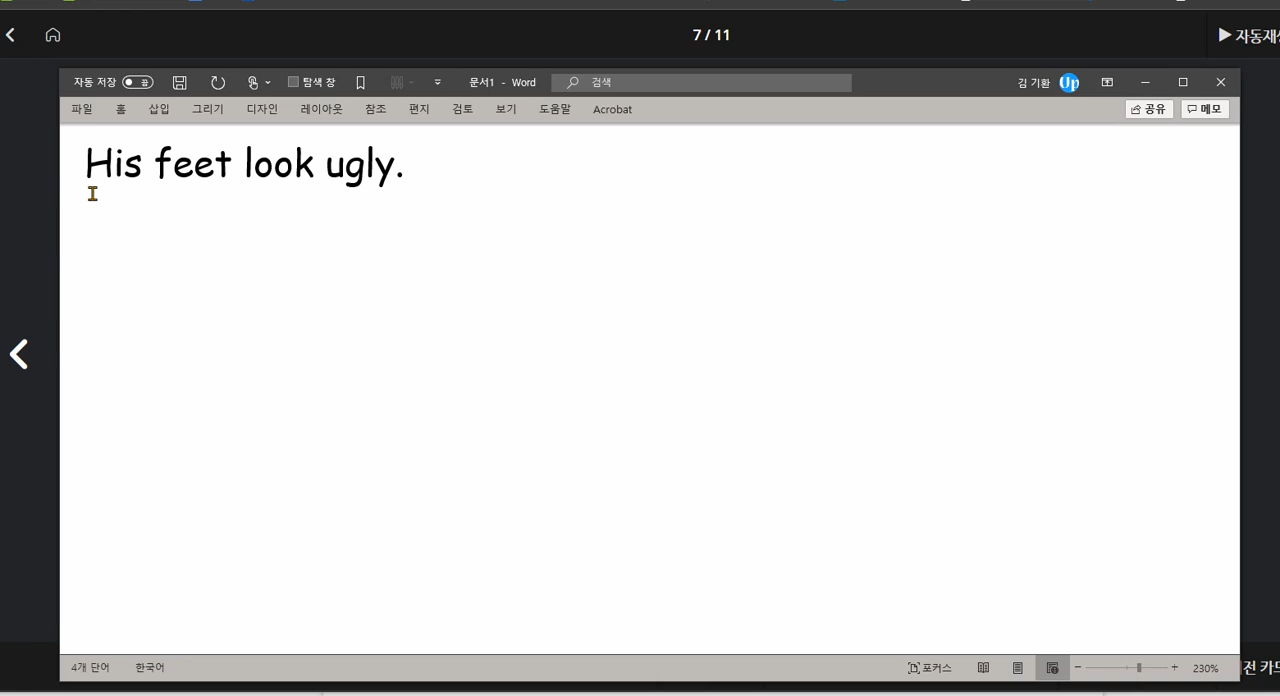 7 / 11
▶ 자동재생
자동 저장 끔 탐색 창 문서1 - Word 검색 김 기환 Up
파일 홈 삽입 그리기 디자인 레이아웃 참조 편지 검토 보기 도움말 Acrobat 공유 메모
His feet look ugly.
4개 단어 한국어 포커스 - + 230%